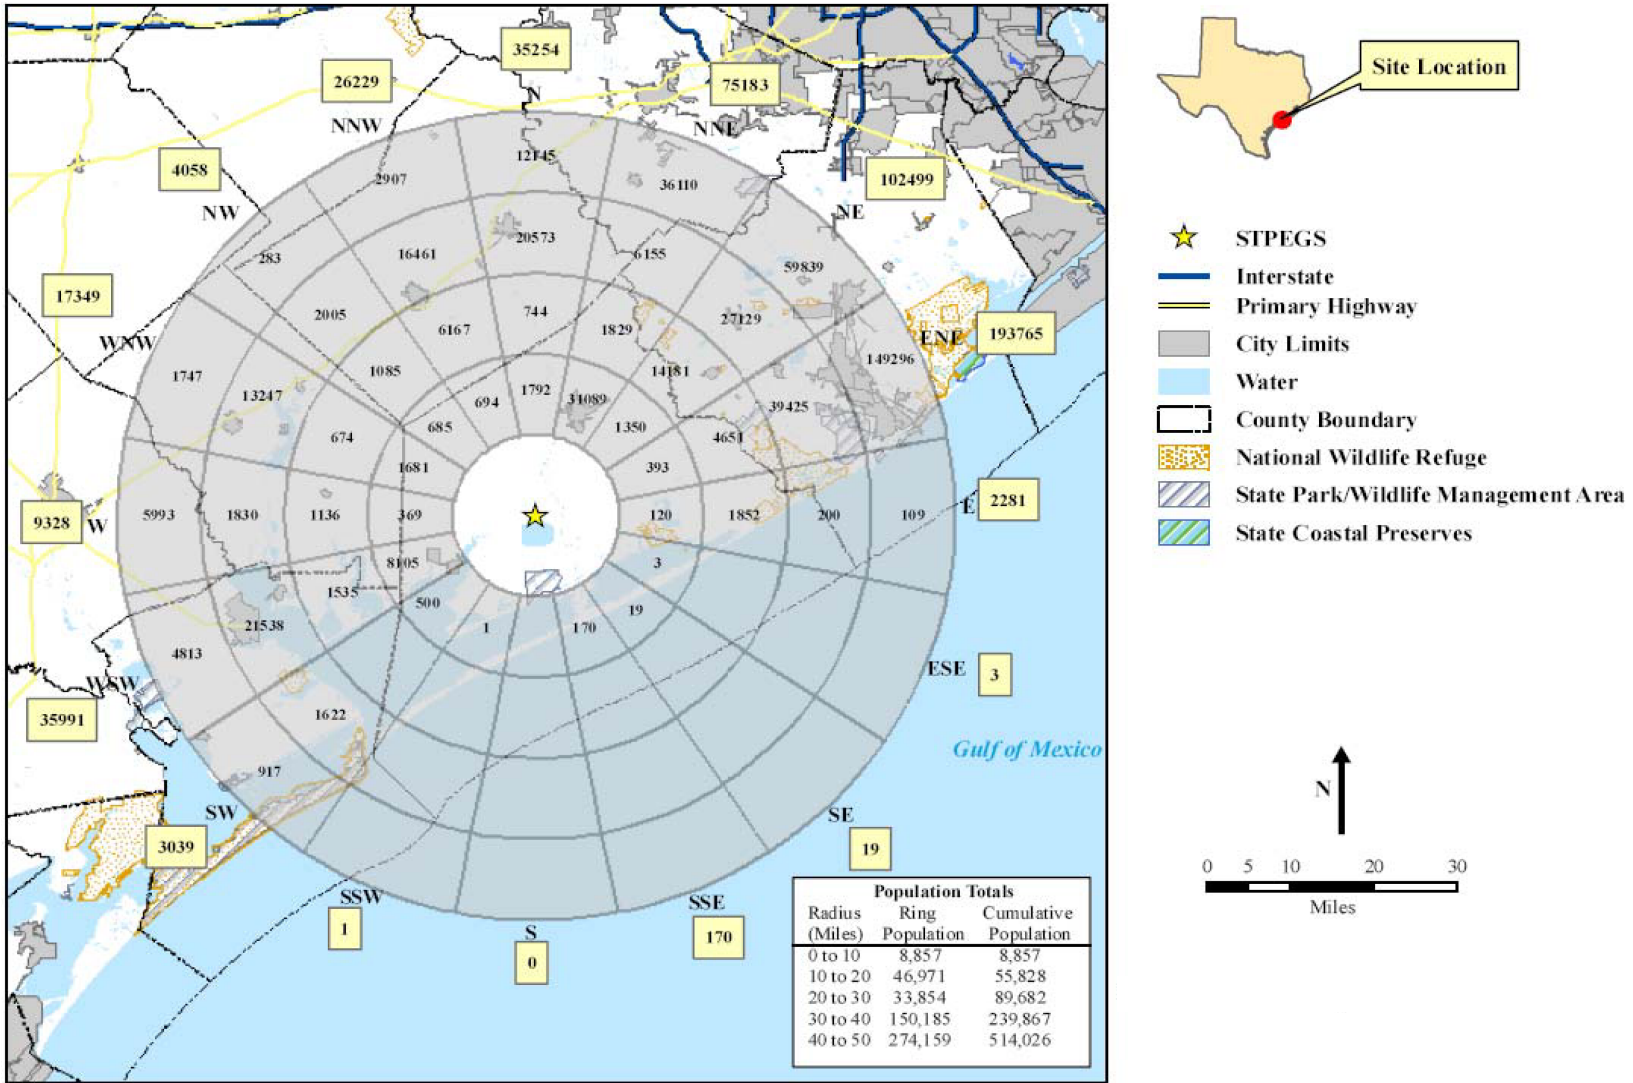 35254
26229
75183
Site Location
N
NNW
NNE
12145
4058
2907
36110
102499
NW
NE
STPEGS
20573
6155
16461
283
59839
Interstate
17349
Primary Highway
2005
744
27129
6167
1829
ENE
193765
WNW
City Limits
149296
1747
1085
14181
Water
13247
1792
694
39425
31089
County Boundary
685
1350
674
4651
National Wildlife Refuge
1681
393
State Park/Wildlife Management Area
9328
W
5993
1830
1136
369
120
1852
200
109
E
2281
State Coastal Preserves
8105
3
1535
500
19
21538
1
170
4813
WSW
ESE
3
35991
1622
Gulf of Mexico
917
N
SW
SE
3039
19
0 5 10 20 30
Miles
SSW
SSE
1
170
S
0
Population Totals
Radius Ring Cumulative
(Miles) Population Population
0 to 10 8,857 8,857
10 to 20 46,971 55,828
20 to 30 33,854 89,682
30 to 40 150,185 239,867
40 to 50 274,159 514,026